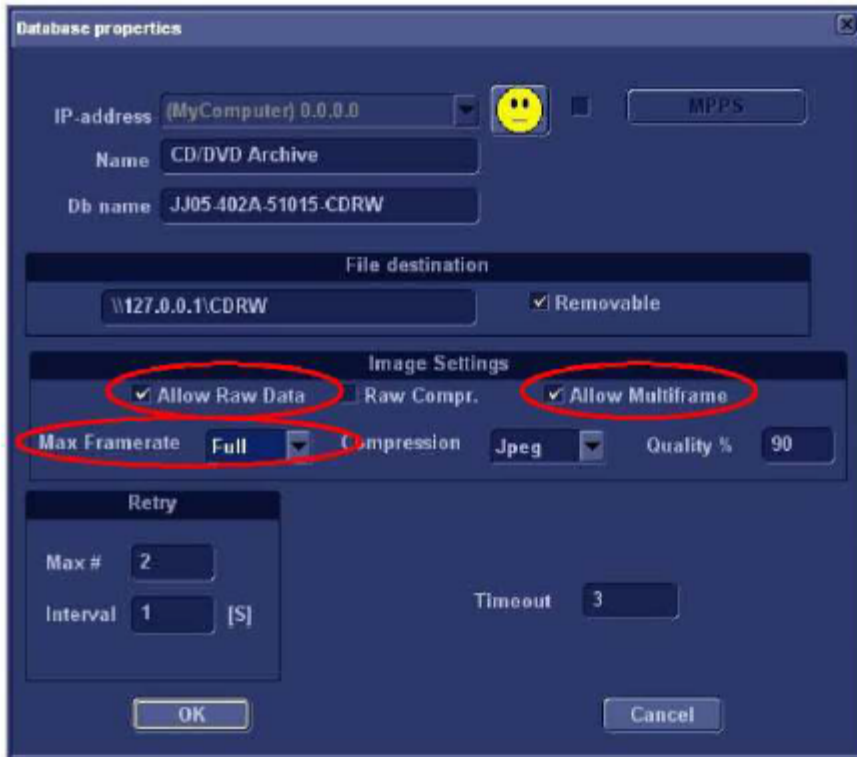 Database properties
IP-address (MyComputer) 0.0.0.0 MPPS
Name CD/DVD Archive
Db name JJ05-402A-51015-CDRW
File destination
\\127.0.0.1\CDRW Removable
Image Settings
Allow Raw Data Raw Compr. Allow Multiframe
Max Framerate Full Compression Jpeg Quality % 90
Retry
Max # 2
Interval 1 [S] Timeout 3
OK Cancel